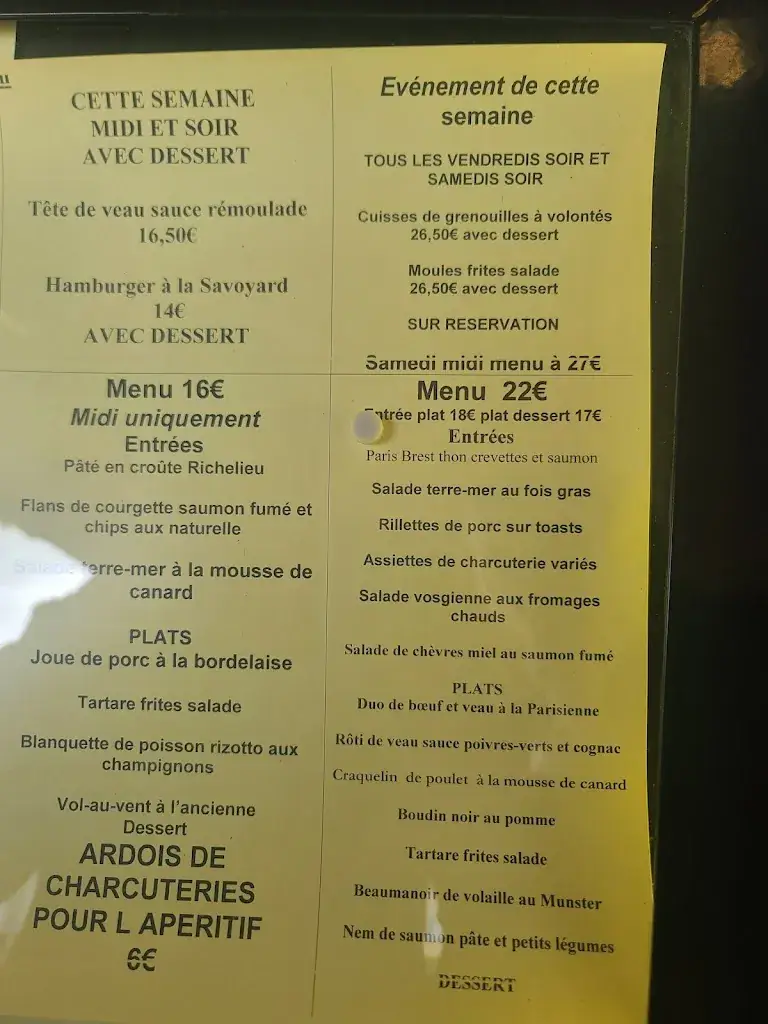 CETTE SEMAINE
MIDI ET SOIR
AVEC DESSERT
Tête de veau sauce rémoulade
16,50€
Hamburger à la Savoyard
14€
AVEC DESSERT
Evénement de cette
semaine
TOUS LES VENDREDIS SOIR ET
SAMEDIS SOIR
Cuisses de grenouilles à volontés
26,50€ avec dessert
Moules frites salade
26,50€ avec dessert
SUR RESERVATION
Samedi midi menu à 27€
Menu 16€
Midi uniquement
Entrées
Pâté en croûte Richelieu
Flans de courgette saumon fumé et
chips aux naturelle
Salade terre-mer à la mousse de
canard
PLATS
Joue de porc à la bordelaise
Tartare frites salade
Blanquette de poisson rizotto aux
champignons
Vol-au-vent à l'ancienne
Dessert
ARDOIS DE
CHARCUTERIES
POUR L APERITIF
6€
Menu 22€
Entrée plat 18€ plat dessert 17€
Entrées
Paris Brest thon crevettes et saumon
Salade terre-mer au fois gras
Rillettes de porc sur toasts
Assiettes de charcuterie variés
Salade vosgienne aux fromages
chauds
Salade de chèvres miel au saumon fumé
PLATS
Duo de bœuf et veau à la Parisienne
Rôti de veau sauce poivres-verts et cognac
Craquelin de poulet à la mousse de canard
Boudin noir au pomme
Tartare frites salade
Beaumanoir de volaille au Munster
Nem de saumon pâte et petits légumes
DESSERT